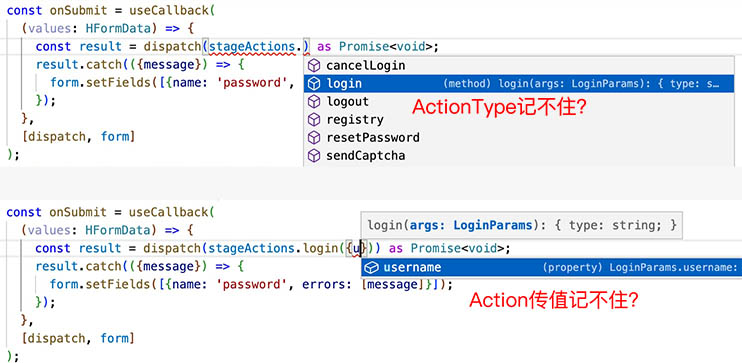 const onSubmit = useCallback(
(values: HFormData) => {
const result = dispatch(stageActions.) as Promise<void>;
result.catch(({message}) => {
form.setFields([{name: 'password',
});
},
[dispatch, form]
);
cancelLogin
login (method) login(args: LoginParams): { type: s…
logout
registry
resetPassword
sendCaptcha
ActionType记不住?
const onSubmit = useCallback(
(values: HFormData) => {
login(args: LoginParams): { type: string; }
const result = dispatch(stageActions.login({u})) as Promise<void>;
result.catch(({message}) => {
username (property) LoginParams.username:
form.setFields([{name: 'password', errors: [message]}]);
});
Action传值记不住?
},
[dispatch, form]
);